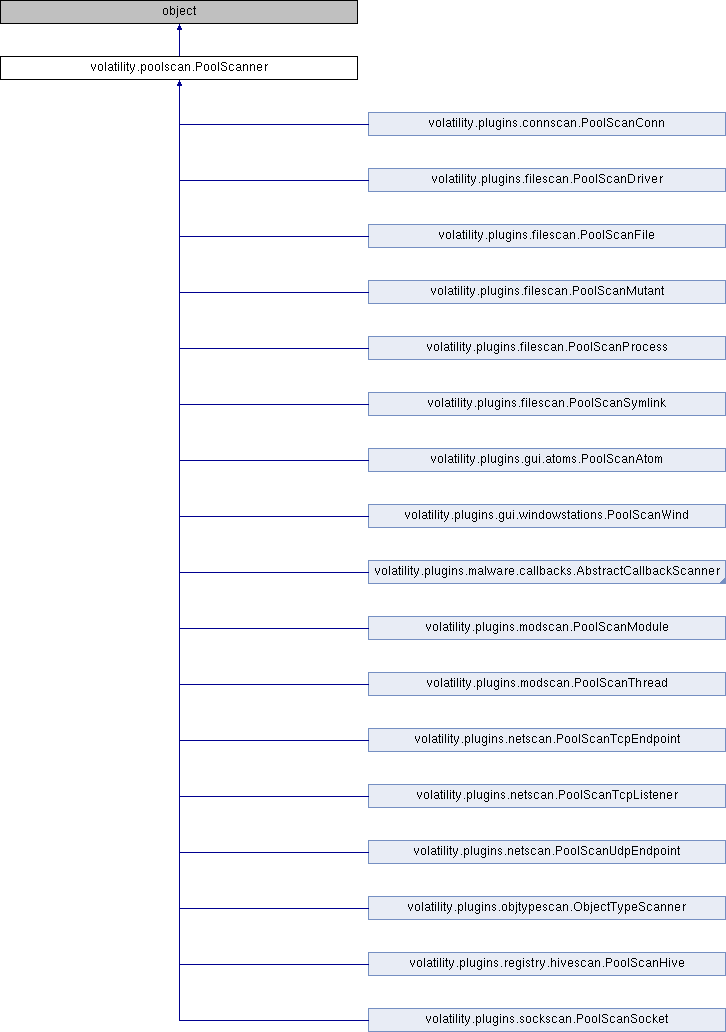 object
volatility.poolscan.PoolScanner
volatility.plugins.connscan.PoolScanConn
volatility.plugins.filescan.PoolScanDriver
volatility.plugins.filescan.PoolScanFile
volatility.plugins.filescan.PoolScanMutant
volatility.plugins.filescan.PoolScanProcess
volatility.plugins.filescan.PoolScanSymlink
volatility.plugins.gui.atoms.PoolScanAtom
volatility.plugins.gui.windowstations.PoolScanWind
volatility.plugins.malware.callbacks.AbstractCallbackScanner
volatility.plugins.modscan.PoolScanModule
volatility.plugins.modscan.PoolScanThread
volatility.plugins.netscan.PoolScanTcpEndpoint
volatility.plugins.netscan.PoolScanTcpListener
volatility.plugins.netscan.PoolScanUdpEndpoint
volatility.plugins.objtypescan.ObjectTypeScanner
volatility.plugins.registry.hivescan.PoolScanHive
volatility.plugins.sockscan.PoolScanSocket